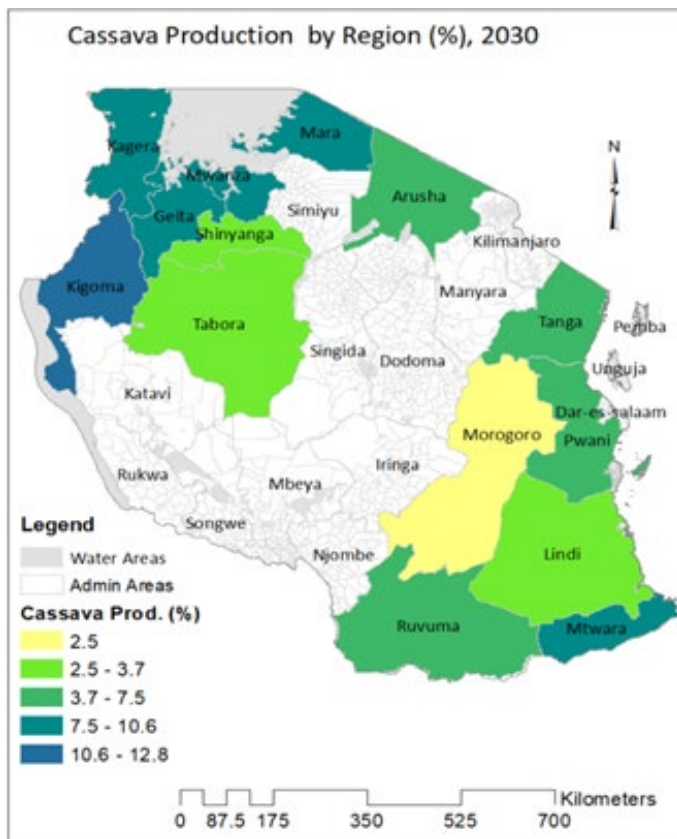 Cassava Production by Region (%), 2030
N
Kagera
Mara
Mwanza
Geita
Simiyu
Arusha
Shinyanga
Kilimanjaro
Kigoma
Manyara
Tabora
Tanga
Pemba
Singida
Dodoma
Unguja
Katavi
Dar-es-salaam
Morogoro
Pwani
Rukwa
Mbeya
Iringa
Songwe
Njombe
Lindi
Ruvuma
Mtwara
Legend
Water Areas
Admin Areas
Cassava Prod. (%)
2.5
2.5 - 3.7
3.7 - 7.5
7.5 - 10.6
10.6 - 12.8
Kilometers
0 87.5 175 350 525 700